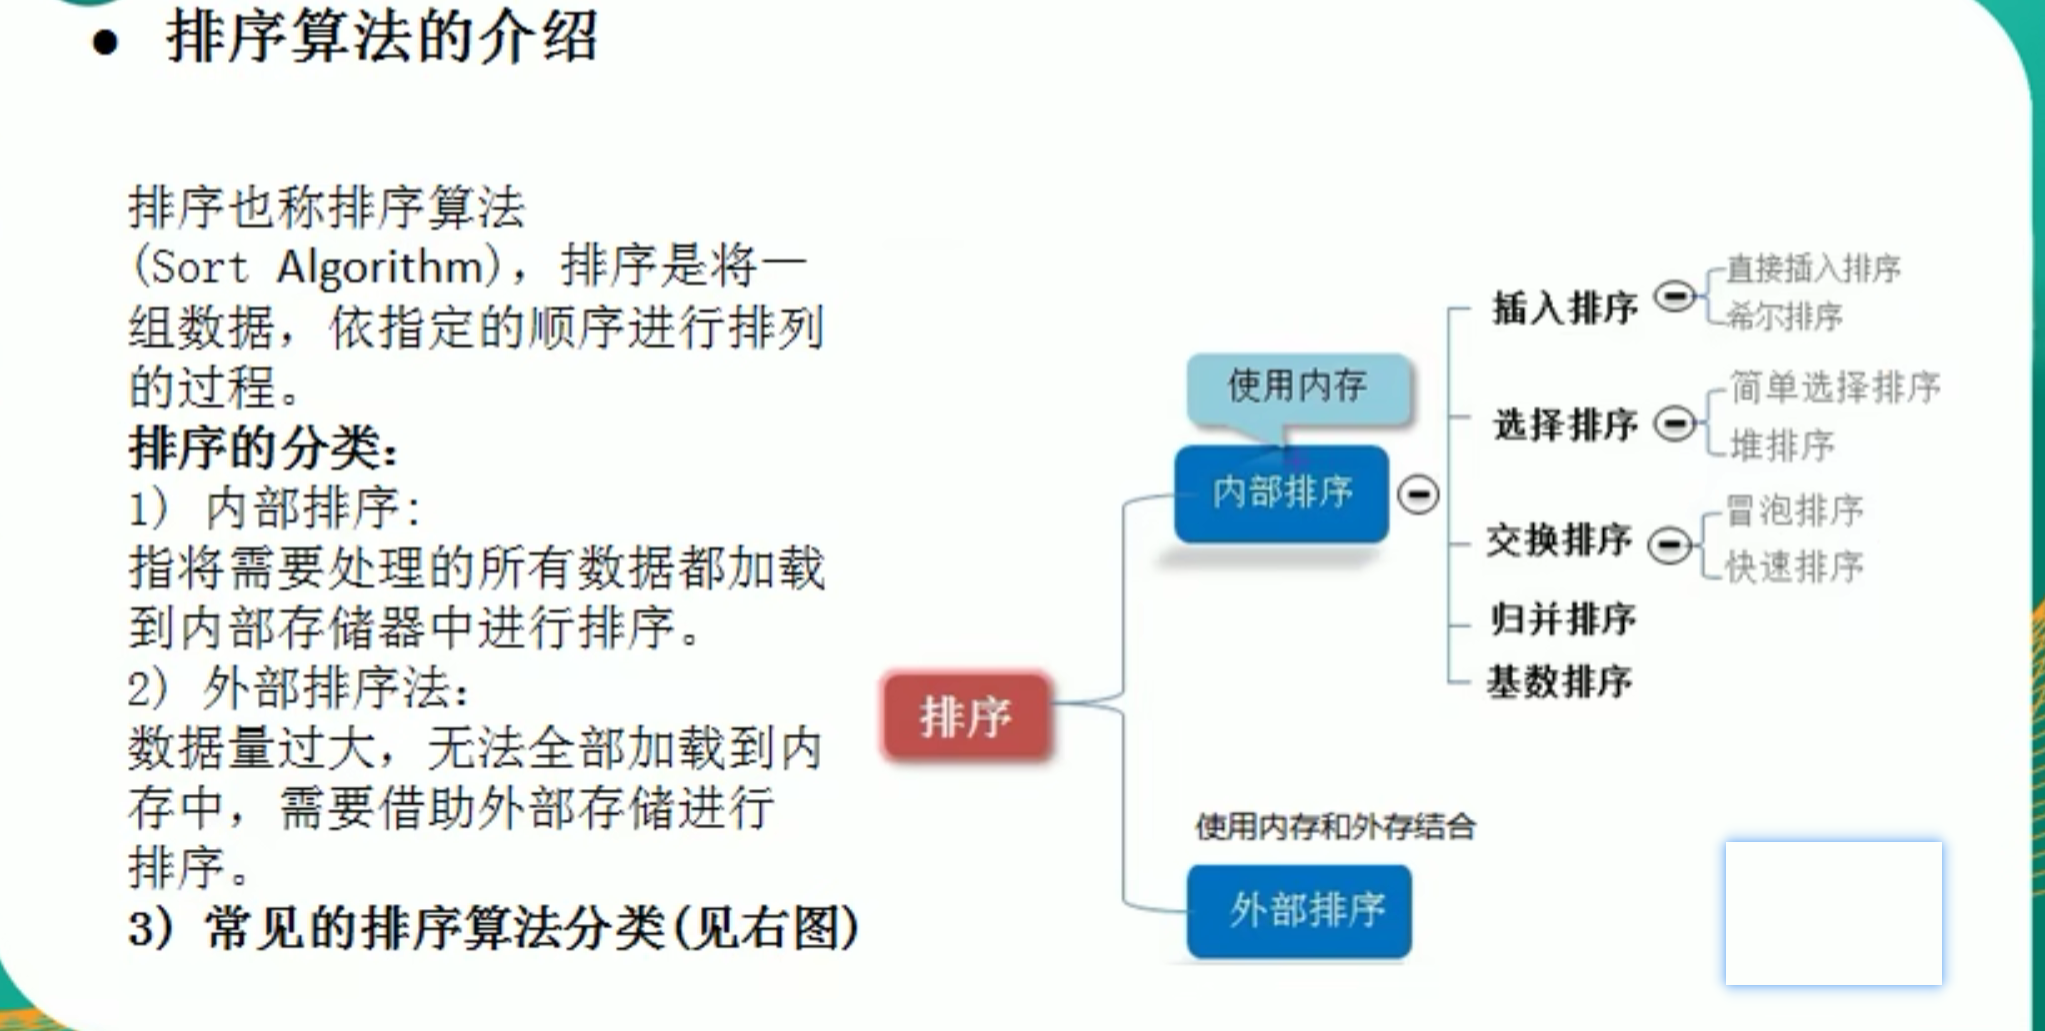 ● 排序算法的介绍
排序也称排序算法
(Sort Algorithm)，排序是将一
组数据，依指定的顺序进行排列
的过程。
排序的分类：
1) 内部排序:
指将需要处理的所有数据都加载
到内部存储器中进行排序。
2) 外部排序法：
数据量过大，无法全部加载到内
存中，需要借助外部存储进行
排序。
3) 常见的排序算法分类(见右图)
排序
使用内存
内部排序
插入排序
直接插入排序
希尔排序
选择排序
简单选择排序
堆排序
交换排序
冒泡排序
快速排序
归并排序
基数排序
使用内存和外存结合
外部排序